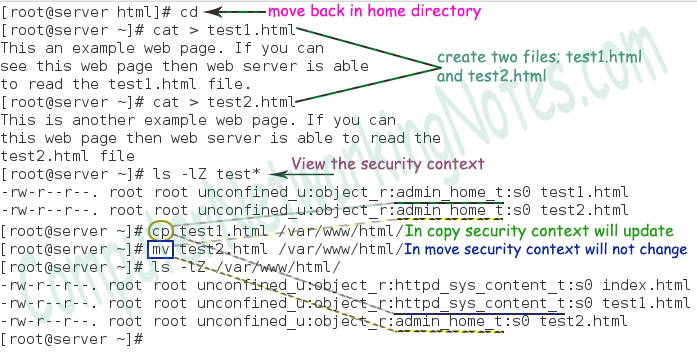 [root@server html]# cd move back in home directory
[root@server ~]# cat > test1.html
This an example web page. If you can
see this web page then web server is able
to read the test1.html file.
create two files; test1.html
and test2.html
[root@server ~]# cat > test2.html
This is another example web page. If you can
this web page then web server is able to read the
test2.html file
[root@server ~]# ls -lZ test* View the security context
-rw-r--r--. root root unconfined_u:object_r:admin_home_t:s0 test1.html
-rw-r--r--. root root unconfined_u:object_r:admin_home_t:s0 test2.html
[root@server ~]# cp test1.html /var/www/html/ In copy security context will update
[root@server ~]# mv test2.html /var/www/html/ In move security context will not change
[root@server ~]# ls -lZ /var/www/html/
-rw-r--r--. root root unconfined_u:object_r:httpd_sys_content_t:s0 index.html
-rw-r--r--. root root unconfined_u:object_r:httpd_sys_content_t:s0 test1.html
-rw-r--r--. root root unconfined_u:object_r:admin_home_t:s0 test2.html
[root@server ~]#
ComputerNetworkingNotes.com